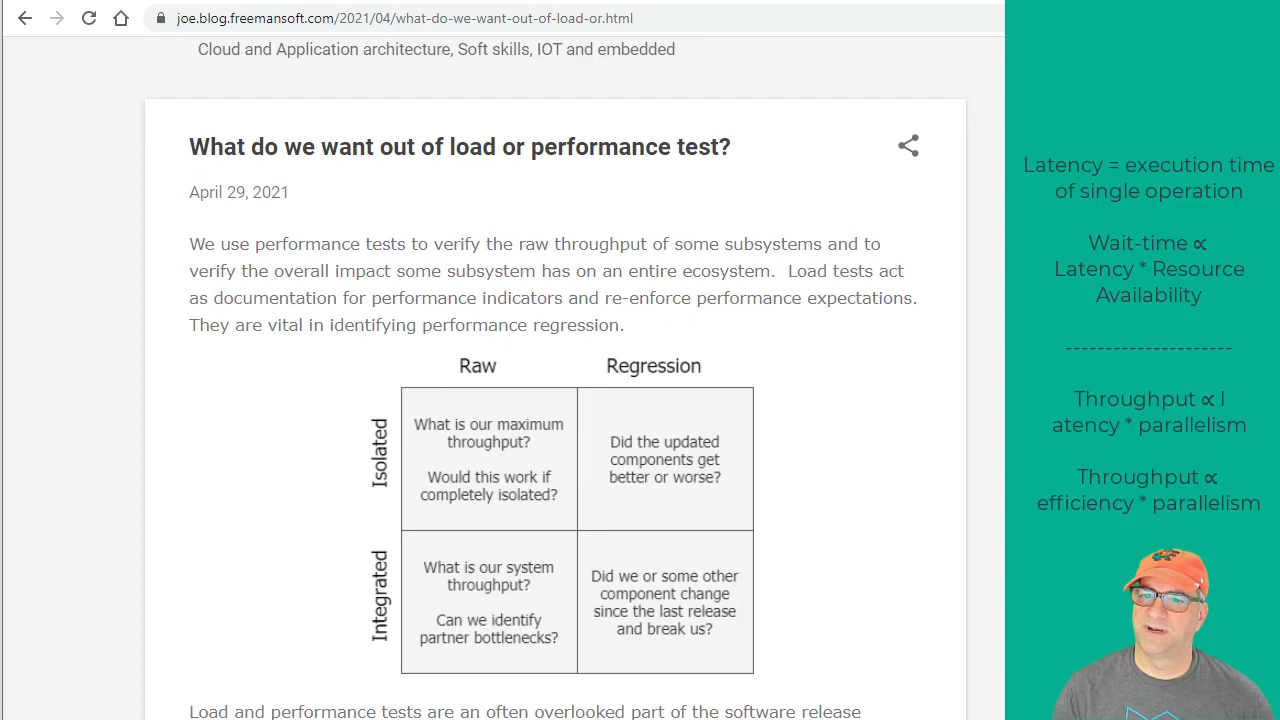 joe.blog.freemansoft.com/2021/04/what-do-we-want-out-of-load-or.html
Cloud and Application architecture, Soft skills, IOT and embedded
What do we want out of load or performance test?
April 29, 2021
We use performance tests to verify the raw throughput of some subsystems and to
verify the overall impact some subsystem has on an entire ecosystem.  Load tests act
as documentation for performance indicators and re-enforce performance expectations.
They are vital in identifying performance regression.
Raw
Regression
Isolated
What is our maximum
throughput?
Would this work if
completely isolated?
Did the updated
components get
better or worse?
Integrated
What is our system
throughput?
Can we identify
partner bottlenecks?
Did we or some other
component change
since the last release
and break us?
Load and performance tests are an often overlooked part of the software release
Latency = execution time
of single operation
Wait-time ∝
Latency * Resource
Availability
---------------------
Throughput ∝ l
atency * parallelism
Throughput ∝
efficiency * parallelism